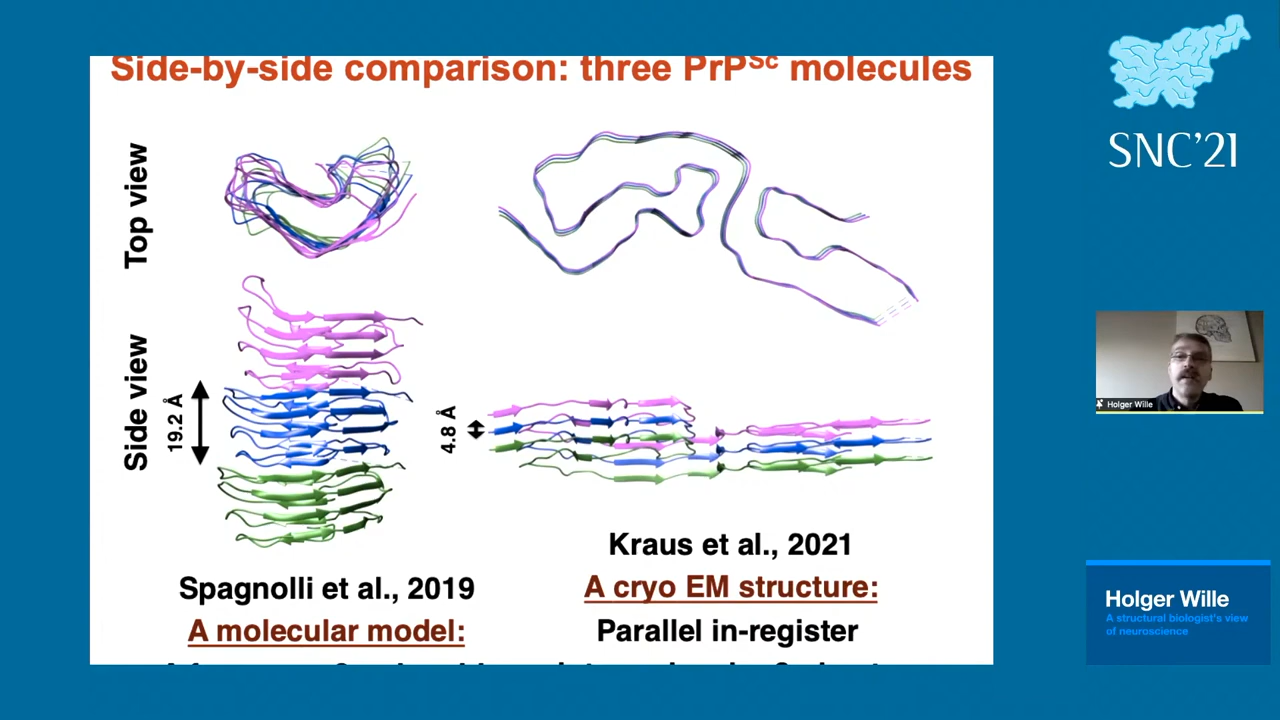 Side-by-side comparison: three PrPSc molecules
Top view
Side view
19.2 Å
4.8 Å
Kraus et al., 2021
Spagnolli et al., 2019
A cryo EM structure:
A molecular model:
Parallel in-register
SNC'21
Holger Wille
Holger Wille
A structural biologist's view
of neuroscience